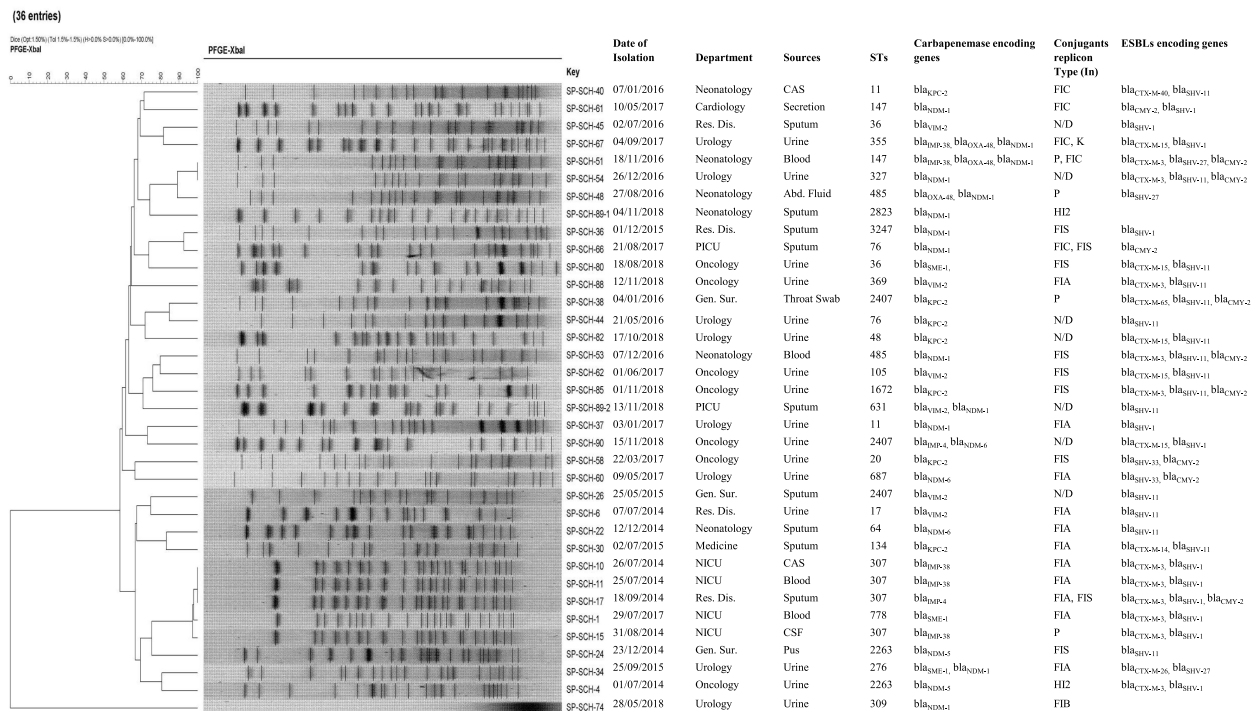 (36 entries)
Dice (Opt:1.50%) (Tol 1.5%-1.5%) (H>0.0% S>0.0%) [0.0%-100.0%]
PFGE-XbaI PFGE-XbaI
Key Date of Isolation Department Sources STs Carbapenemase encoding genes Conjugants replicon Type (In) ESBLs encoding genes
0 10 20 30 40 50 60 70 80 90 100
SP-SCH-40 07/01/2016 Neonatology CAS 11 blaKPC-2 FIC blaCTX-M-40, blaSHV-11
SP-SCH-61 10/05/2017 Cardiology Secretion 147 blaNDM-1 FIC blaCMY-2, blaSHV-1
SP-SCH-45 02/07/2016 Res. Dis. Sputum 36 blaVIM-2 N/D blaSHV-1
SP-SCH-67 04/09/2017 Urology Urine 355 blaIMP-38, blaOXA-48, blaNDM-1 FIC, K blaCTX-M-15, blaSHV-1
SP-SCH-51 18/11/2016 Neonatology Blood 147 blaIMP-38, blaOXA-48, blaNDM-1 P, FIC blaCTX-M-3, blaSHV-27, blaCMY-2
SP-SCH-54 26/12/2016 Urology Urine 327 blaNDM-1 N/D blaCTX-M-3, blaSHV-11, blaCMY-2
SP-SCH-48 27/08/2016 Neonatology Abd. Fluid 485 blaOXA-48, blaNDM-1 P blaSHV-27
SP-SCH-89-1 04/11/2018 Neonatology Sputum 2823 blaNDM-1 HI2
SP-SCH-36 01/12/2015 Res. Dis. Sputum 3247 blaNDM-1 FIS blaSHV-1
SP-SCH-66 21/08/2017 PICU Sputum 76 blaNDM-1 FIC, FIS blaCMY-2
SP-SCH-80 18/08/2018 Oncology Urine 36 blaSME-1, FIS blaCTX-M-15, blaSHV-11
SP-SCH-88 12/11/2018 Oncology Urine 369 blaVIM-2 FIA blaCTX-M-3, blaSHV-11
SP-SCH-38 04/01/2016 Gen. Sur. Throat Swab 2407 blaKPC-2 P blaCTX-M-65, blaSHV-11, blaCMY-2
SP-SCH-44 21/05/2016 Urology Urine 76 blaKPC-2 N/D blaSHV-11
SP-SCH-82 17/10/2018 Urology Urine 48 blaKPC-2 N/D blaCTX-M-15, blaSHV-11
SP-SCH-53 07/12/2016 Neonatology Blood 485 blaNDM-1 FIS blaCTX-M-3, blaSHV-11, blaCMY-2
SP-SCH-62 01/06/2017 Oncology Urine 105 blaVIM-2 FIS blaCTX-M-15, blaSHV-11
SP-SCH-85 01/11/2018 Oncology Urine 1672 blaKPC-2 FIS blaCTX-M-3, blaSHV-11, blaCMY-2
SP-SCH-89-2 13/11/2018 PICU Sputum 631 blaVIM-2, blaNDM-1 N/D blaSHV-11
SP-SCH-37 03/01/2017 Urology Urine 11 blaNDM-1 FIA blaSHV-1
SP-SCH-90 15/11/2018 Oncology Urine 2407 blaIMP-4, blaNDM-6 N/D blaCTX-M-15, blaSHV-1
SP-SCH-58 22/03/2017 Oncology Urine 20 blaKPC-2 FIS blaSHV-33, blaCMY-2
SP-SCH-60 09/05/2017 Urology Urine 687 blaNDM-6 FIA blaSHV-33, blaCMY-2
SP-SCH-26 25/05/2015 Gen. Sur. Sputum 2407 blaVIM-2 N/D blaSHV-11
SP-SCH-6 07/07/2014 Res. Dis. Urine 17 blaVIM-2 FIA blaSHV-11
SP-SCH-22 12/12/2014 Neonatology Sputum 64 blaNDM-6 FIA blaSHV-11
SP-SCH-30 02/07/2015 Medicine Sputum 134 blaKPC-2 FIA blaCTX-M-14, blaSHV-11
SP-SCH-10 26/07/2014 NICU CAS 307 blaIMP-38 FIA blaCTX-M-3, blaSHV-1
SP-SCH-11 25/07/2014 NICU Blood 307 blaIMP-38 FIA blaCTX-M-3, blaSHV-1
SP-SCH-17 18/09/2014 Res. Dis. Sputum 307 blaIMP-4 FIA, FIS blaCTX-M-3, blaSHV-1, blaCMY-2
SP-SCH-1 29/07/2017 NICU Blood 778 blaSME-1 FIA blaCTX-M-3, blaSHV-1
SP-SCH-15 31/08/2014 NICU CSF 307 blaIMP-38 P blaCTX-M-3, blaSHV-1
SP-SCH-24 23/12/2014 Gen. Sur. Pus 2263 blaNDM-5 FIS blaSHV-11
SP-SCH-34 25/09/2015 Urology Urine 276 blaSME-1, blaNDM-1 FIA blaCTX-M-26, blaSHV-27
SP-SCH-4 01/07/2014 Oncology Urine 2263 blaNDM-5 HI2 blaCTX-M-3, blaSHV-1
SP-SCH-74 28/05/2018 Urology Urine 309 blaNDM-1 FIB